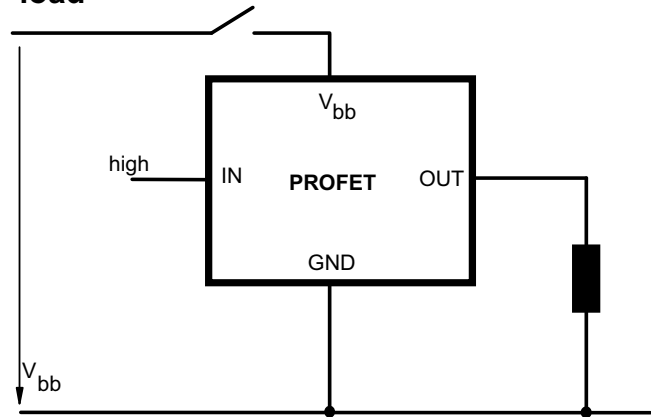 load
V_bb
high
IN
PROFET
OUT
GND
V_bb